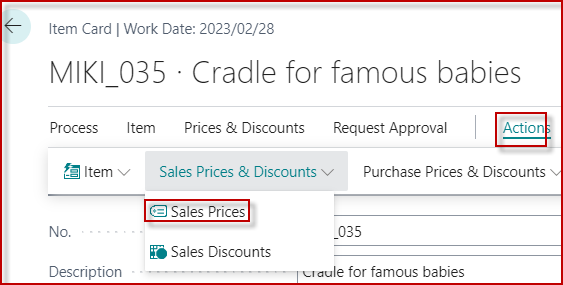 Item Card | Work Date: 2023/02/28
MIKI_035 · Cradle for famous babies
Process Item Prices & Discounts Request Approval Actions
Item Sales Prices & Discounts Purchase Prices & Discounts
Sales Prices
No. _035
Sales Discounts
Description Cradle for famous babies